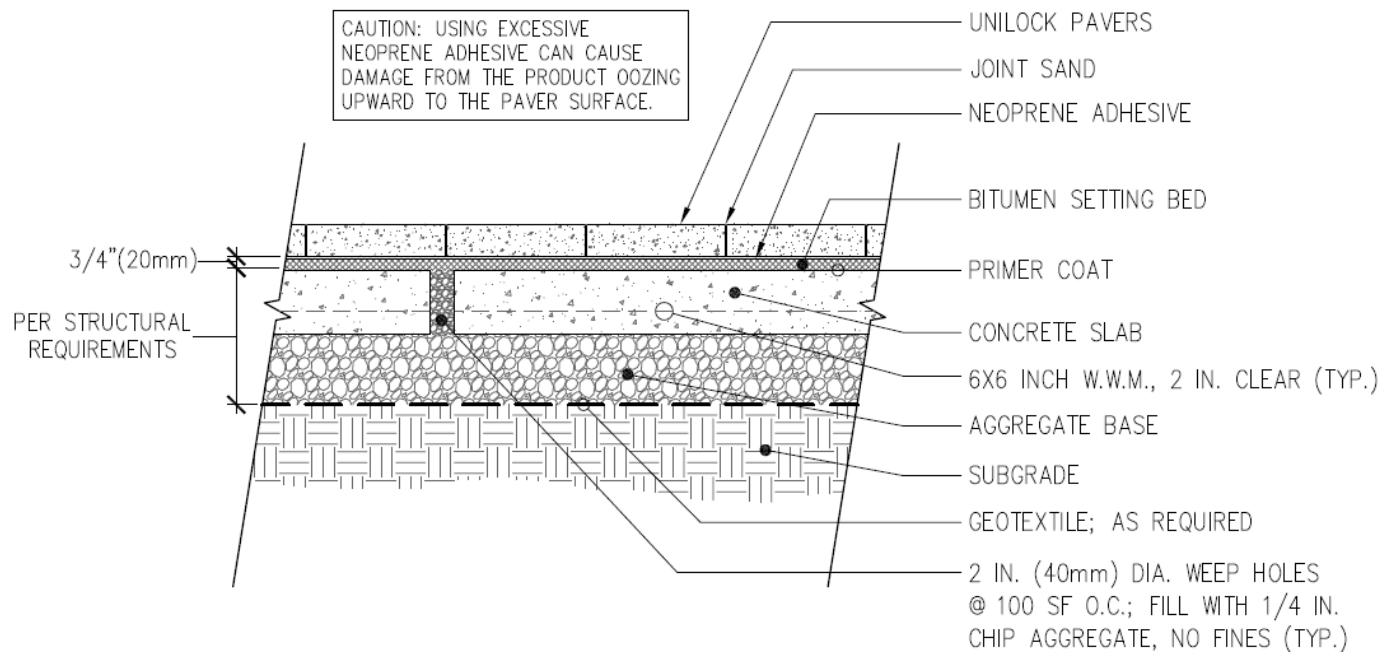 CAUTION: USING EXCESSIVE
NEOPRENE ADHESIVE CAN CAUSE
DAMAGE FROM THE PRODUCT OOZING
UPWARD TO THE PAVER SURFACE.
UNILOCK PAVERS
JOINT SAND
NEOPRENE ADHESIVE
BITUMEN SETTING BED
3/4"(20mm)
PRIMER COAT
PER STRUCTURAL
REQUIREMENTS
CONCRETE SLAB
6X6 INCH W.W.M., 2 IN. CLEAR (TYP.)
AGGREGATE BASE
SUBGRADE
GEOTEXTILE; AS REQUIRED
2 IN. (40mm) DIA. WEEP HOLES
@ 100 SF O.C.; FILL WITH 1/4 IN.
CHIP AGGREGATE, NO FINES (TYP.)